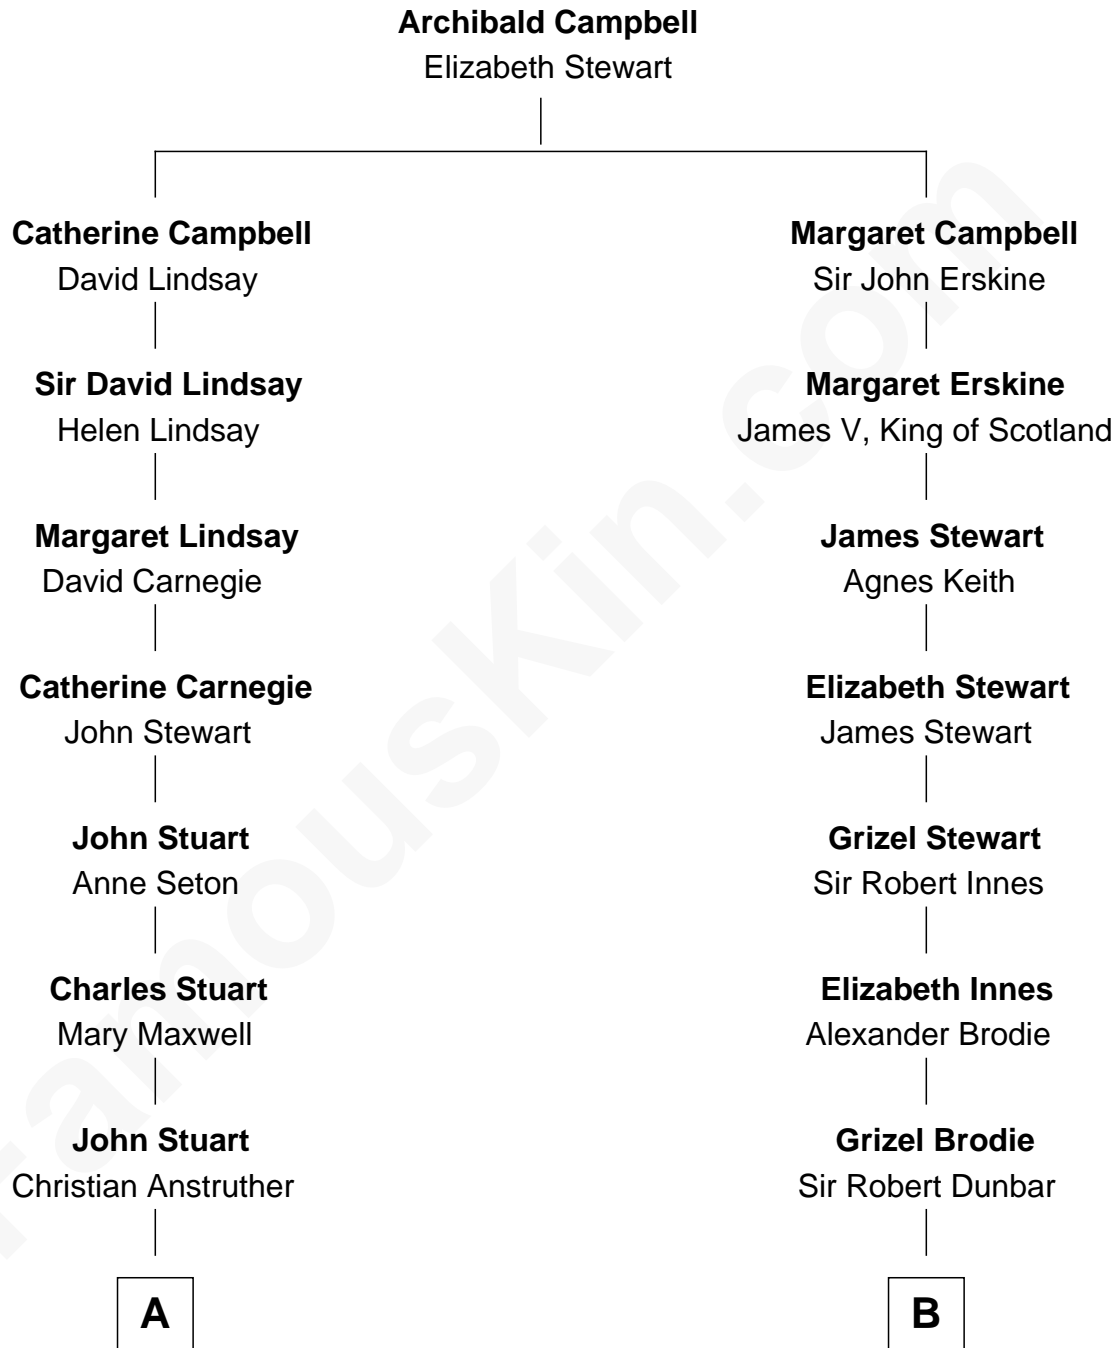 Archibald Campbell
Elizabeth Stewart
Catherine Campbell
David Lindsay
Margaret Campbell
Sir John Erskine
Sir David Lindsay
Helen Lindsay
Margaret Erskine
James V, King of Scotland
Margaret Lindsay
David Carnegie
James Stewart
Agnes Keith
Catherine Carnegie
John Stewart
Elizabeth Stewart
James Stewart
John Stuart
Anne Seton
Grizel Stewart
Sir Robert Innes
Charles Stuart
Mary Maxwell
Elizabeth Innes
Alexander Brodie
John Stuart
Christian Anstruther
Grizel Brodie
Sir Robert Dunbar
A
B
FamousKin.com